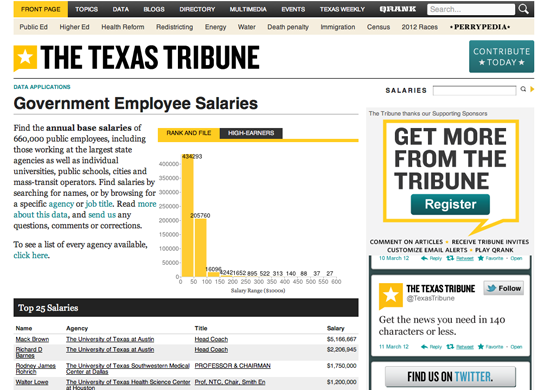 FRONT PAGE TOPICS DATA BLOGS DIRECTORY MULTIMEDIA EVENTS TEXAS WEEKLY QRANK Search...
Public Ed Higher Ed Health Reform Redistricting Energy Water Death penalty Immigration Census 2012 Races • PERRYPEDIA •
THE TEXAS TRIBUNE
CONTRIBUTE
★ TODAY ★
DATA APPLICATIONS
SALARIES
Government Employee Salaries
Find the annual base salaries of
660,000 public employees, including
those working at the largest state
agencies as well as individual
universities, public schools, cities and
mass-transit operators. Find salaries by
searching for names, or by browsing for
a specific agency or job title. Read more
about this data, and send us any
questions, comments or corrections.
To see a list of every agency available,
click here.
RANK AND FILE HIGH-EARNERS
400000
350000
300000
250000
200000
150000
100000
50000
0
434293
205760
16096 4242 1652 895 522 313 140 88 37 27
0 50 100 150 200 250 300 350 400 450 500 550 600
Salary Range ($1000s)
The Tribune thanks our Supporting Sponsors
GET MORE
FROM THE
TRIBUNE
Register
COMMENT ON ARTICLES • RECEIVE TRIBUNE INVITES
CUSTOMIZE EMAIL ALERTS • PLAY QRANK
10 March 12 Reply Retweet Favorite · Open
THE TEXAS TRIBUNE
@TexasTribune
Follow
Get the news you need in 140
characters or less.
10 March 12 Reply Retweet Favorite · Open
FIND US ON TWITTER.
Top 25 Salaries
Name Agency Title Salary
Mack Brown The University of Texas at Austin Head Coach $5,166,667
Richard D Barnes The University of Texas at Austin Head Coach $2,206,945
Rodney James Rohrich The University of Texas Southwestern Medical Center at Dallas PROFESSOR & CHAIRMAN $1,750,000
Walter Lowe The University of Texas Health Science Center at Houston Prof, NTC, Chair, Smith En $1,200,000